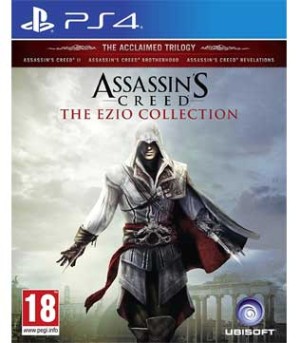 PS4
THE ACCLAIMED TRILOGY
ASSASSIN'S CREED® II ASSASSIN'S CREED® BROTHERHOOD ASSASSIN'S CREED® REVELATIONS
ASSASSIN'S
CREED
THE EZIO COLLECTION
18
www.pegi.info
UBISOFT